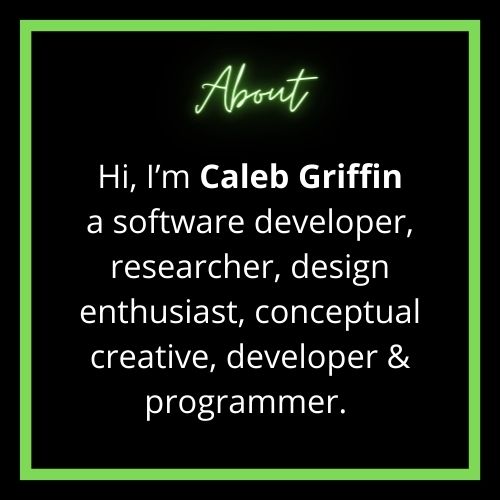 About
Hi, I’m Caleb Griffin
a software developer,
researcher, design
enthusiast, conceptual
creative, developer &
programmer.